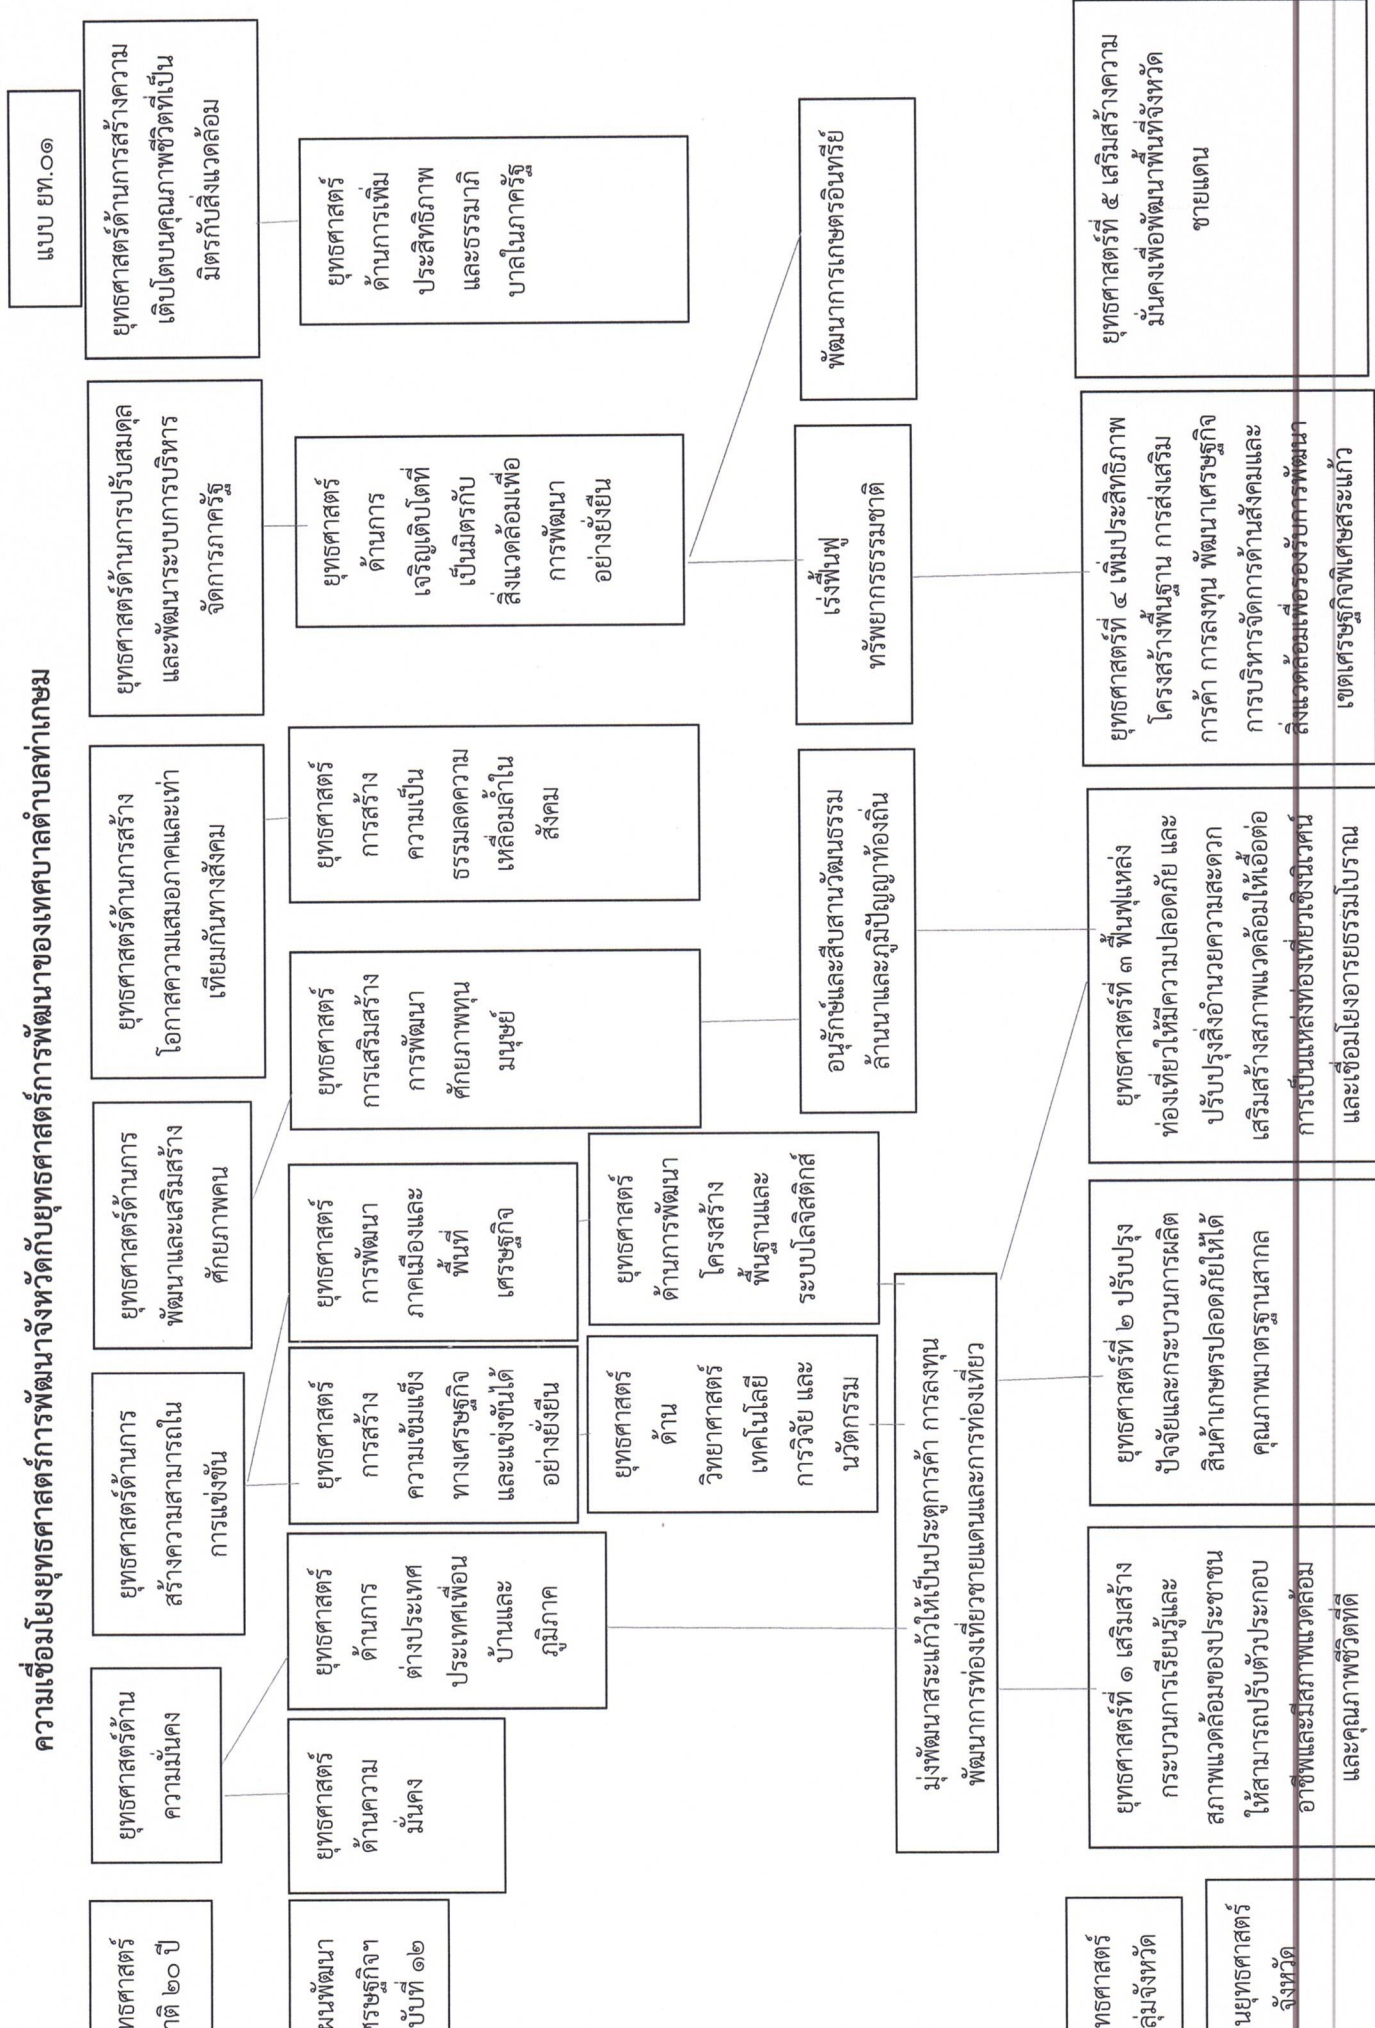 แบบ ยท.๐๑
ความเชื่อมโยงยุทธศาสตร์การพัฒนาจังหวัดกับยุทธศาสตร์การพัฒนาของเทศบาลตำบลท่าเกษม
ทธศาสตร์
าติ ๒๐ ปี
ยุทธศาสตร์ด้าน
ความมั่นคง
ยุทธศาสตร์ด้านการ
สร้างความสามารถใน
การแข่งขัน
ยุทธศาสตร์ด้านการ
พัฒนาและเสริมสร้าง
ศักยภาพคน
ยุทธศาสตร์ด้านการสร้าง
โอกาสความเสมอภาคและเท่า
เทียมกันทางสังคม
ยุทธศาสตร์ด้านการปรับสมดุล
และพัฒนาระบบการบริหาร
จัดการภาครัฐ
ยุทธศาสตร์ด้านการสร้างความ
เติบโตบนคุณภาพชีวิตที่เป็น
มิตรกับสิ่งแวดล้อม
ผนพัฒนา
ศรษฐกิจฯ
บับที่ ๑๒
ยุทธศาสตร์
ด้านความ
มั่นคง
ยุทธศาสตร์
ด้านการ
ต่างประเทศ
ประเทศเพื่อน
บ้านและ
ภูมิภาค
ยุทธศาสตร์
การสร้าง
ความเข้มแข็ง
ทางเศรษฐกิจ
และแข่งขันได้
อย่างยั่งยืน
ยุทธศาสตร์
การพัฒนา
ภาคเมืองและ
พื้นที่
เศรษฐกิจ
ยุทธศาสตร์
การเสริมสร้าง
การพัฒนา
ศักยภาพทุน
มนุษย์
ยุทธศาสตร์
การสร้าง
ความเป็น
ธรรมลดความ
เหลื่อมล้ำใน
สังคม
ยุทธศาสตร์
ด้านการ
เจริญเติบโตที่
เป็นมิตรกับ
สิ่งแวดล้อมเพื่อ
การพัฒนา
อย่างยั่งยืน
ยุทธศาสตร์
ด้านการเพิ่ม
ประสิทธิภาพ
และธรรมาภิ
บาลในภาครัฐ
ยุทธศาสตร์
ด้าน
วิทยาศาสตร์
เทคโนโลยี
การวิจัย และ
นวัตกรรม
ยุทธศาสตร์
ด้านการพัฒนา
โครงสร้าง
พื้นฐานและ
ระบบโลจิสติกส์
มุ่งพัฒนาสระแก้วให้เป็นประตูการค้า การลงทุน
พัฒนาการท่องเที่ยวชายแดนและการท่องเที่ยว
อนุรักษ์และสืบสานวัฒนธรรม
ล้านนาและภูมิปัญญาท้องถิ่น
เร่งฟื้นฟู
ทรัพยากรธรรมชาติ
พัฒนาการเกษตรอินทรีย์
ทธศาสตร์
ลุ่มจังหวัด
นยุทธศาสตร์
จังหวัด
ยุทธศาสตร์ที่ ๑ เสริมสร้าง
กระบวนการเรียนรู้และ
สภาพแวดล้อมของประชาชน
ให้สามารถปรับตัวประกอบ
อาชีพและมีสภาพแวดล้อม
และคุณภาพชีวิตที่ดี
ยุทธศาสตร์ที่ ๒ ปรับปรุง
ปัจจัยและกระบวนการผลิต
สินค้าเกษตรปลอดภัยให้ได้
คุณภาพมาตรฐานสากล
ยุทธศาสตร์ที่ ๓ ฟื้นฟูแหล่ง
ท่องเที่ยวให้มีความปลอดภัย และ
ปรับปรุงสิ่งอำนวยความสะดวก
เสริมสร้างสภาพแวดล้อมให้เอื้อต่อ
การเป็นแหล่งท่องเที่ยวเชิงนิเวศน์
และเชื่อมโยงอารยธรรมโบราณ
ยุทธศาสตร์ที่ ๔ เพิ่มประสิทธิภาพ
โครงสร้างพื้นฐาน การส่งเสริม
การค้า การลงทุน พัฒนาเศรษฐกิจ
การบริหารจัดการด้านสังคมและ
สิ่งแวดล้อมเพื่อรองรับการพัฒนา
เขตเศรษฐกิจพิเศษสระแก้ว
ยุทธศาสตร์ที่ ๕ เสริมสร้างความ
มั่นคงเพื่อพัฒนาพื้นที่จังหวัด
ชายแดน